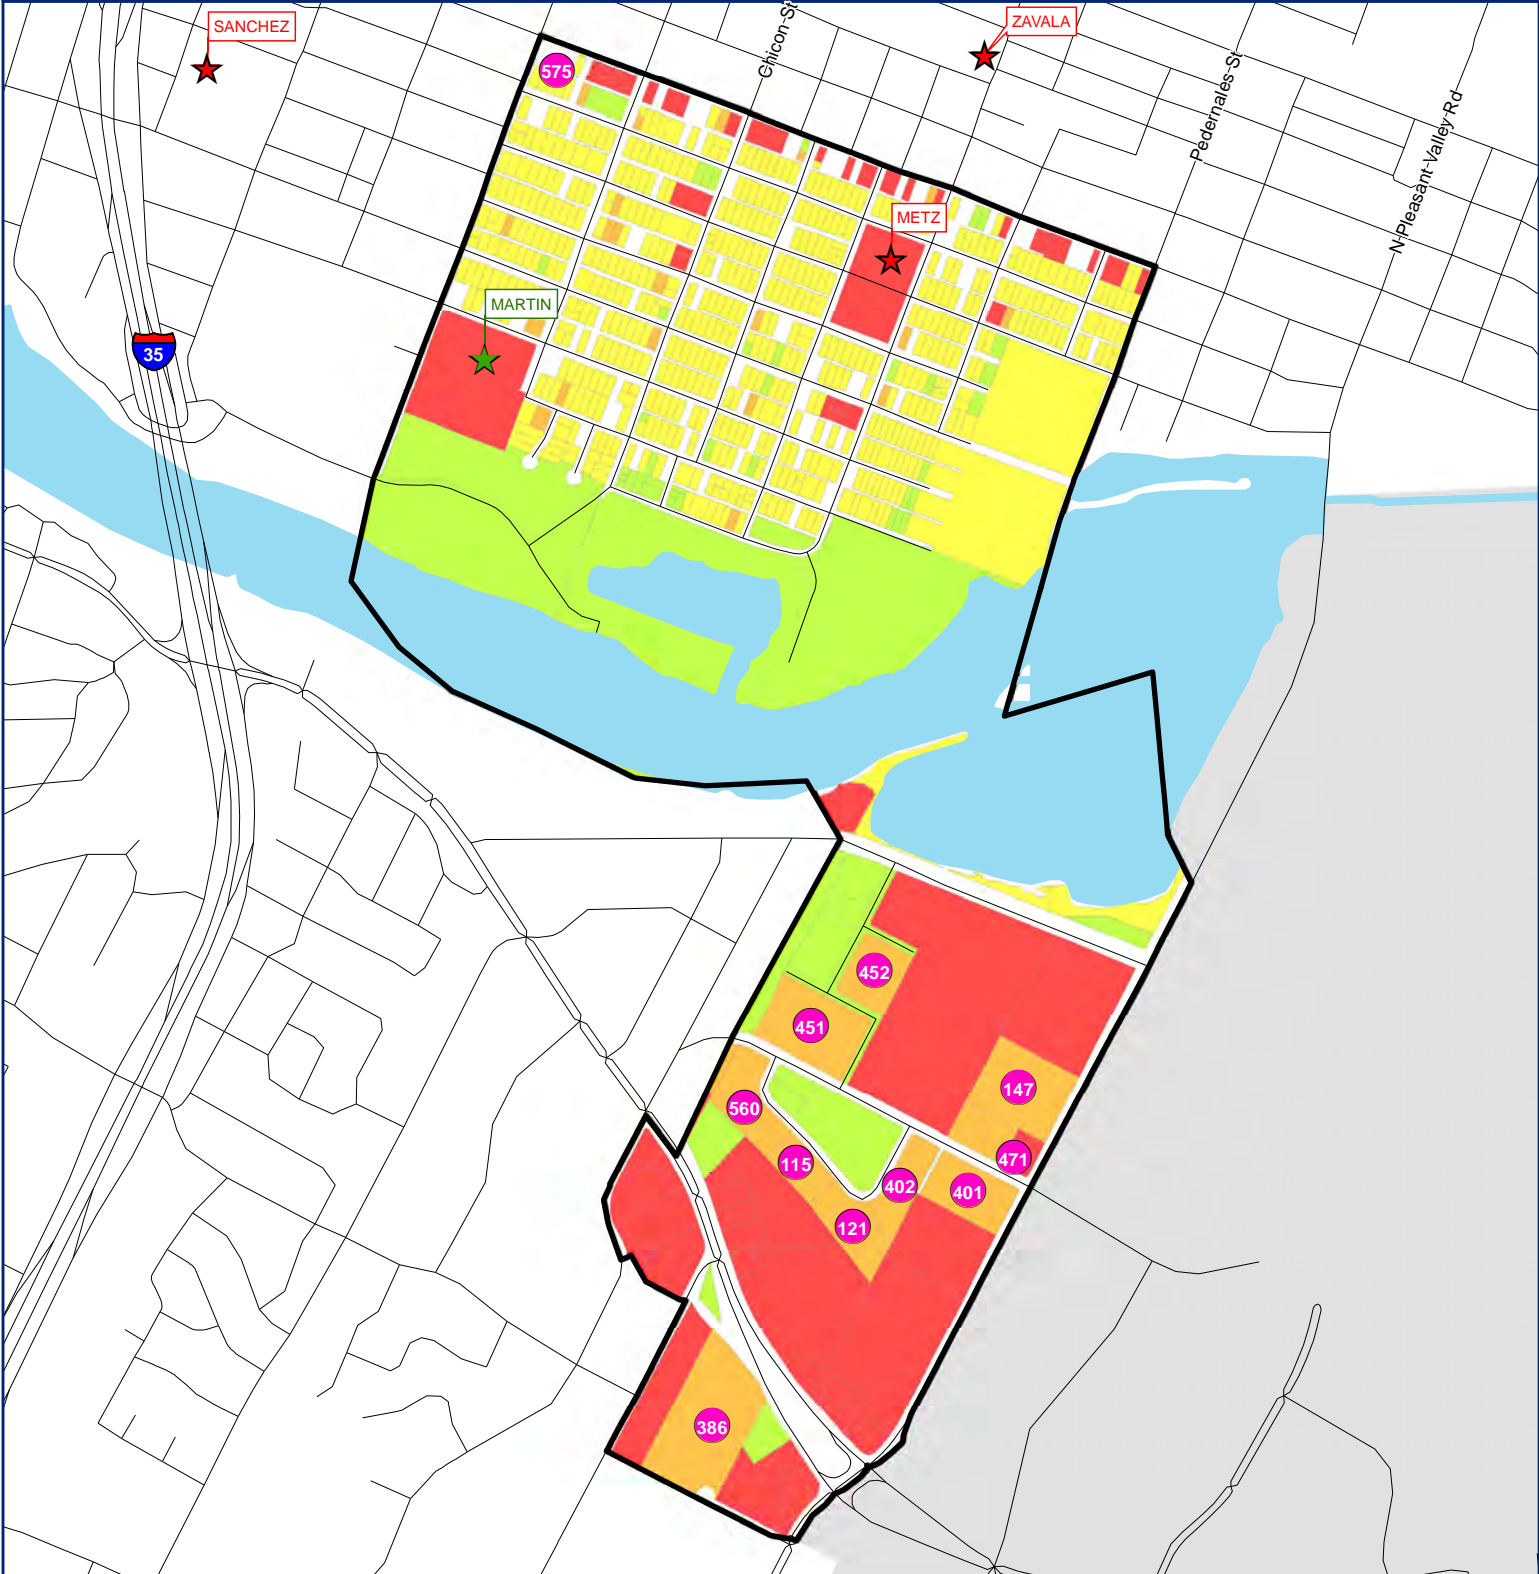 SANCHEZ
ZAVALA
Chicon-St
575
Pedernales-St
N-Pleasant-Valley Rd
METZ
MARTIN
35
452
451
147
560
471
115
402
401
121
386